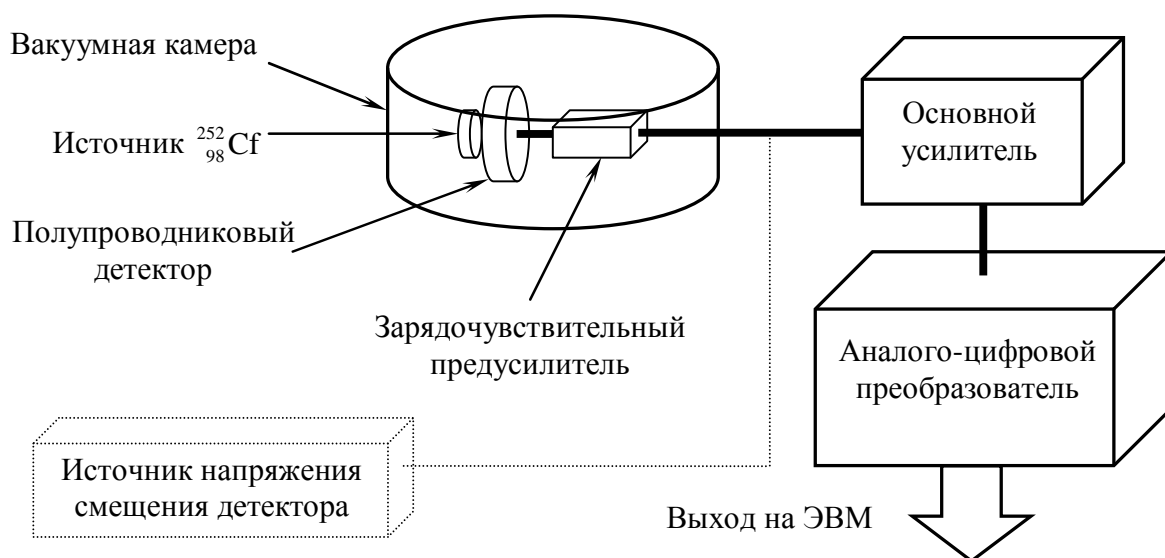 Вакуумная камера
Источник ²⁵²₉₈Cf
Полупроводниковый
детектор
Зарядочувствительный
предусилитель
Основной
усилитель
Аналого-цифровой
преобразователь
Источник напряжения
смещения детектора
Выход на ЭВМ